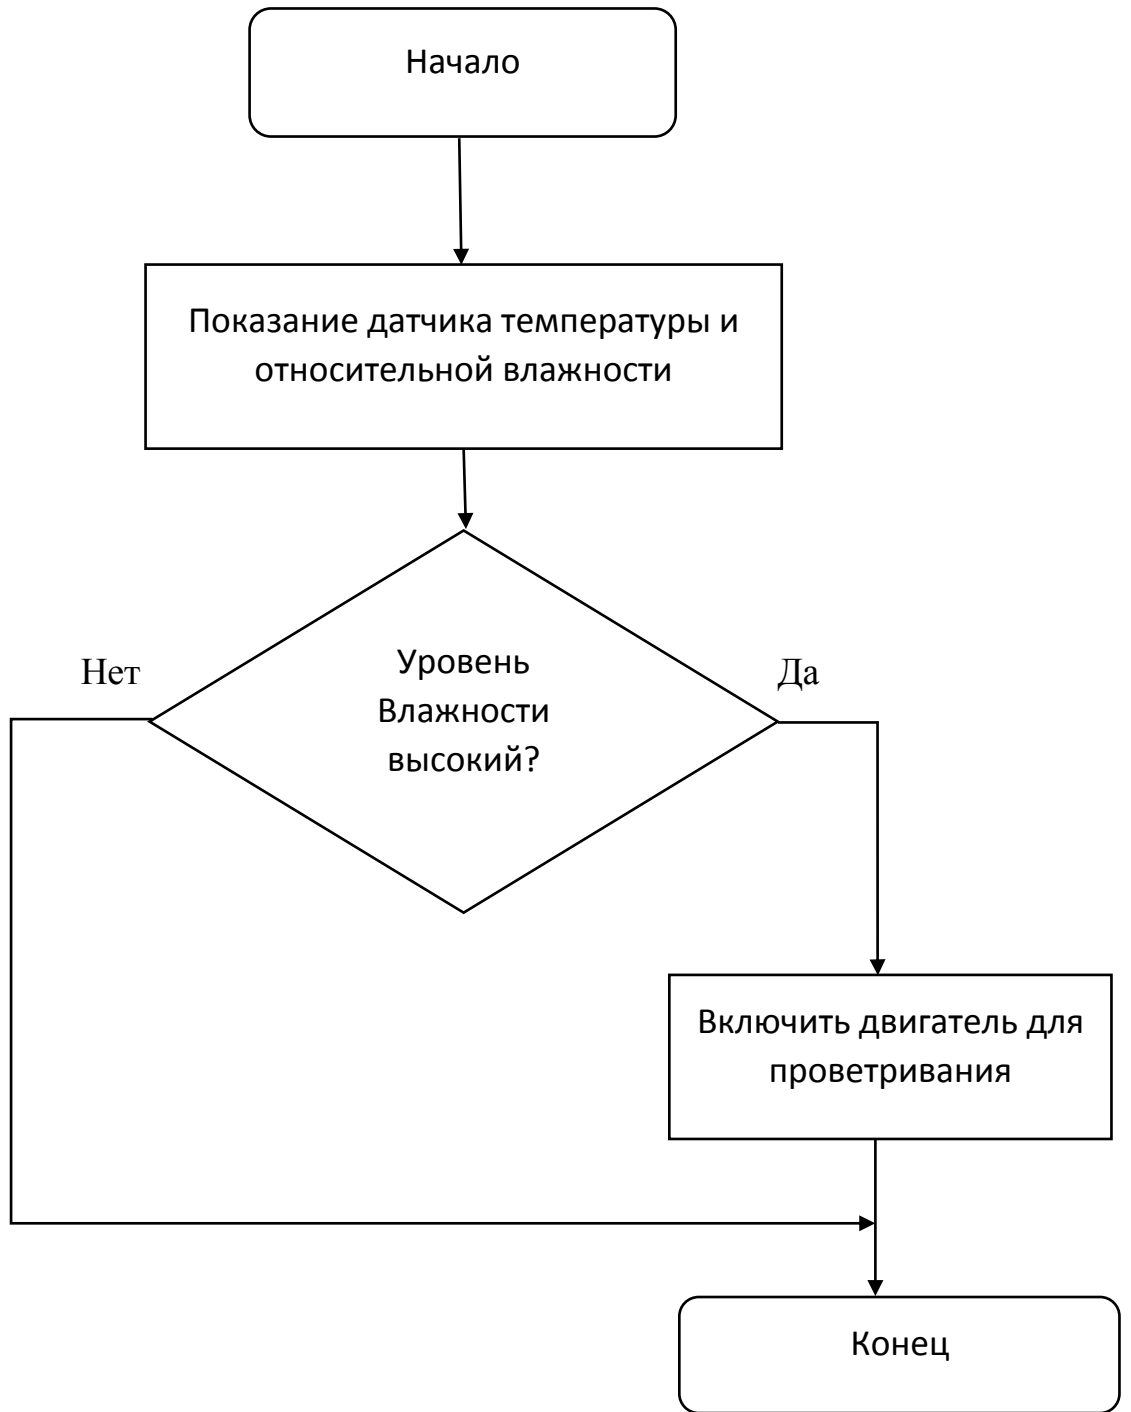 Начало
Показание датчика температуры и
относительной влажности
Уровень
Влажности
высокий?
Нет
Да
Включить двигатель для
проветривания
Конец